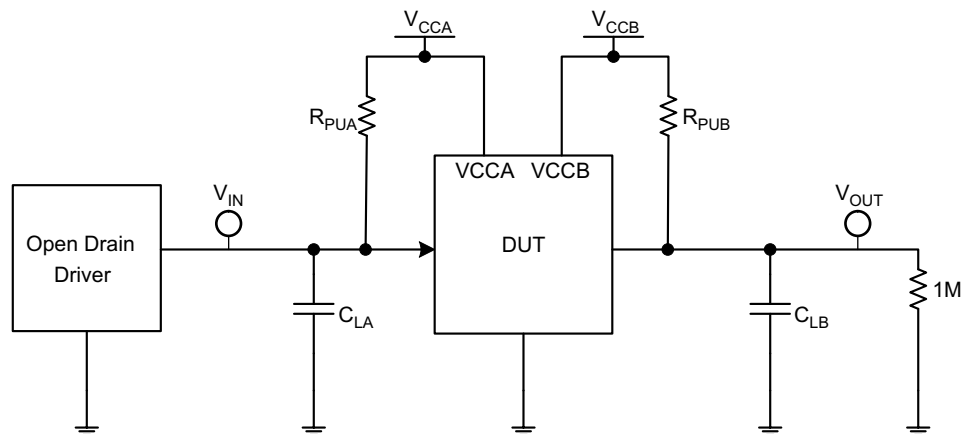 V_CCA
V_CCB
R_PUA
R_PUB
VCCA VCCB
V_IN
V_OUT
Open Drain
Driver
DUT
1M
C_LA
C_LB